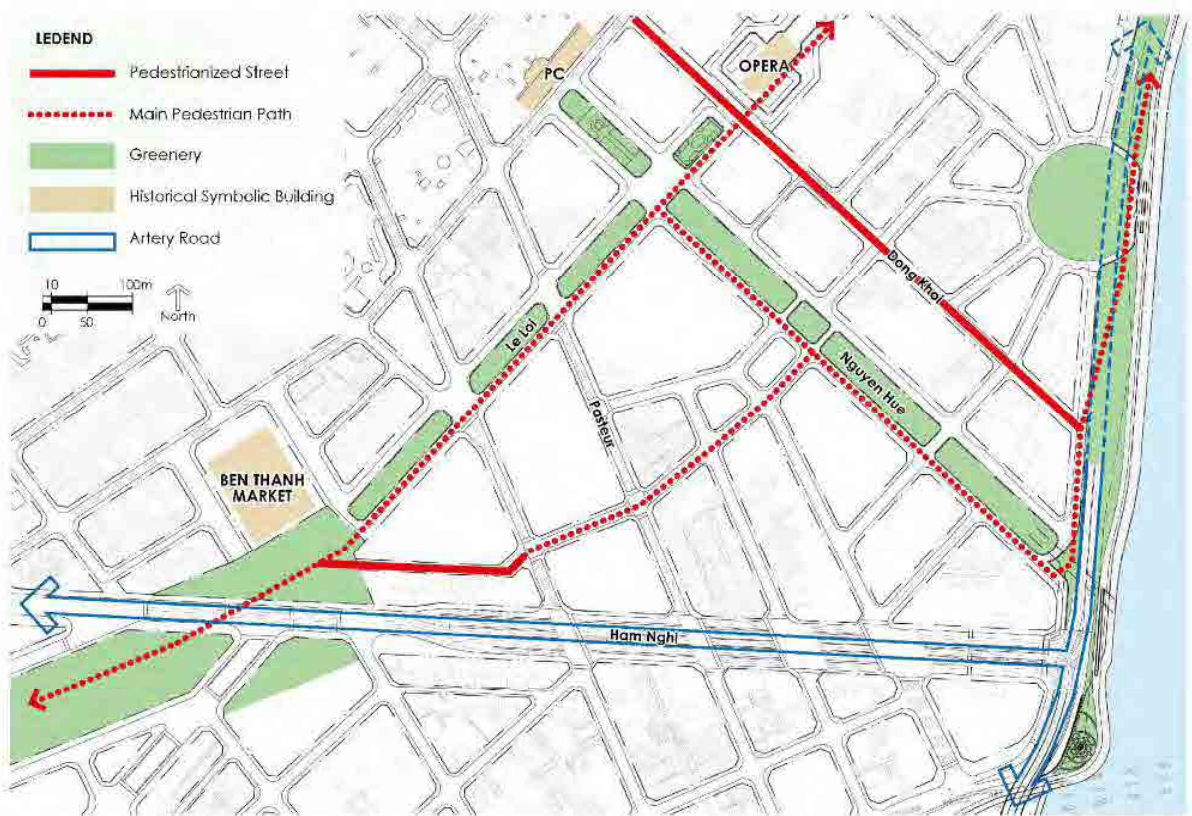 LEDEND
Pedestrianized Street
Main Pedestrian Path
Greenery
Historical Symbolic Building
Artery Road
10 100m
0 50
North
PC
OPERA
Dong Khoi
Le Loi
Nguyen Hue
Pasteur
BEN THANH
MARKET
Ham Nghi